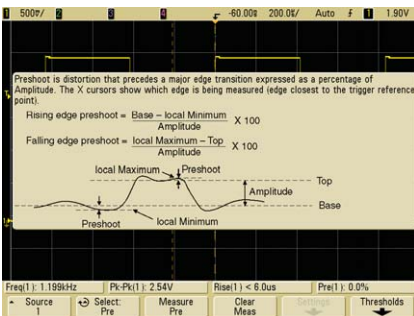 1 500▽/ 2 3 4 -60.00s 200.0s/ Auto 1 1.90V
Preshoot is distortion that precedes a major edge transition expressed as a percentage of
Amplitude. The X cursors show which edge is being measured (edge closest to the trigger reference
point).
Rising edge preshoot = Base – local Minimum
Amplitude
X 100
Falling edge preshoot = local Maximum – Top
Amplitude
X 100
local Maximum
Preshoot
Top
Amplitude
Base
Preshoot
local Minimum
Freq(1): 1.199kHz Pk-Pk(1): 2.54V Rise(1) < 6.0us Pre(1): 0.0%
Source Select: Measure Clear Settings Thresholds
1 Pre Pre Meas